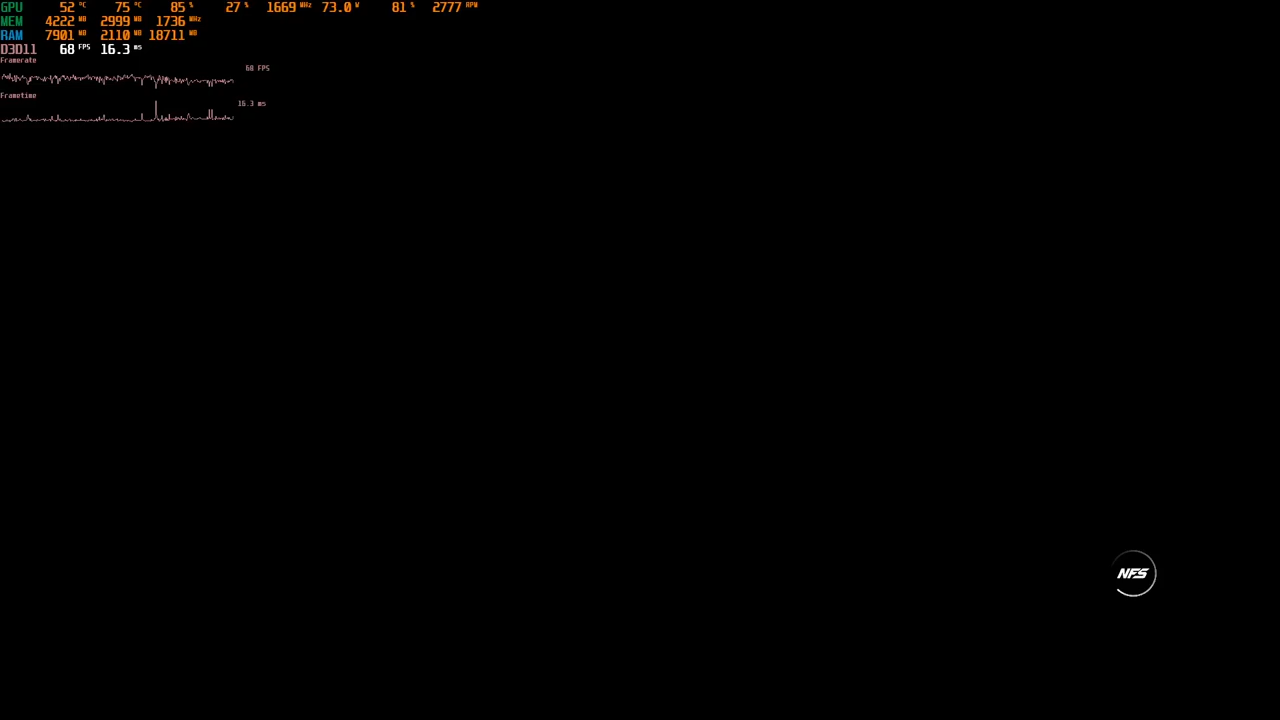 GPU 52 °C 75 °C 85 % 27 % 1669 MHz 73.0 W 81 % 2777 RPM
MEM 4222 MB 2999 MB 1736 MHz
RAM 7901 MB 2110 MB 18711 MB
D3D11 60 FPS 16.3 ms
Framerate
60 FPS
Frametime
16.3 ms
NFS